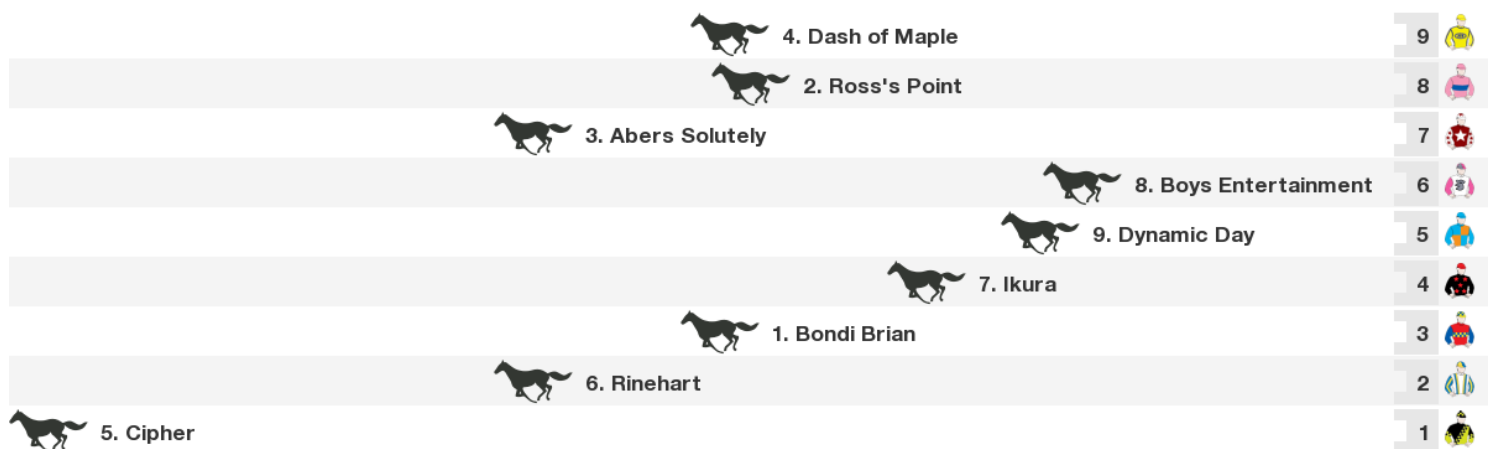 4. Dash of Maple 9
2. Ross's Point 8
3. Abers Solutely 7
8. Boys Entertainment 6
9. Dynamic Day 5
7. Ikura 4
1. Bondi Brian 3
6. Rinehart 2
5. Cipher 1